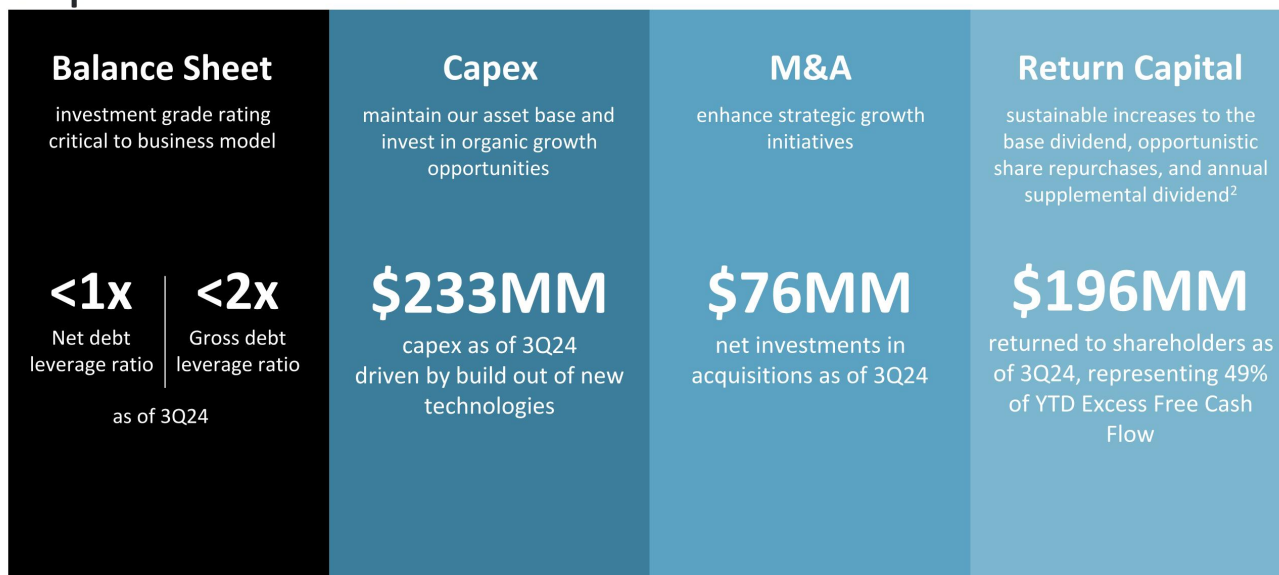 Balance Sheet
investment grade rating
critical to business model
<1x
Net debt
leverage ratio
<2x
Gross debt
leverage ratio
as of 3Q24
Capex
maintain our asset base and
invest in organic growth
opportunities
$233MM
capex as of 3Q24
driven by build out of new
technologies
M&A
enhance strategic growth
initiatives
$76MM
net investments in
acquisitions as of 3Q24
Return Capital
sustainable increases to the
base dividend, opportunistic
share repurchases, and annual
supplemental dividend²
$196MM
returned to shareholders as
of 3Q24, representing 49%
of YTD Excess Free Cash
Flow